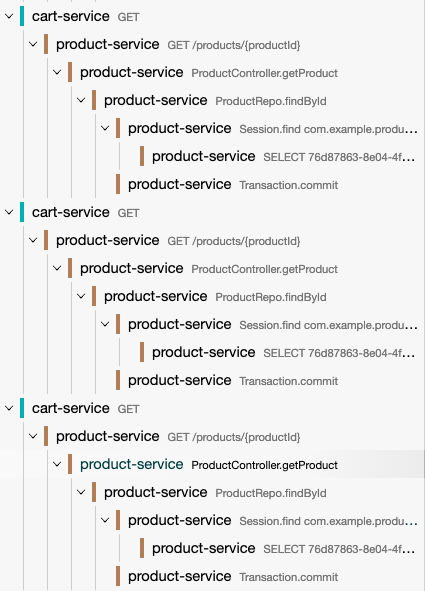 cart-service GET
product-service GET /products/{productId}
product-service ProductController.getProduct
product-service ProductRepo.findById
product-service Session.find com.example.produ...
product-service SELECT 76d87863-8e04-4f...
product-service Transaction.commit
cart-service GET
product-service GET /products/{productId}
product-service ProductController.getProduct
product-service ProductRepo.findById
product-service Session.find com.example.produ...
product-service SELECT 76d87863-8e04-4f...
product-service Transaction.commit
cart-service GET
product-service GET /products/{productId}
product-service ProductController.getProduct
product-service ProductRepo.findById
product-service Session.find com.example.produ...
product-service SELECT 76d87863-8e04-4f...
product-service Transaction.commit